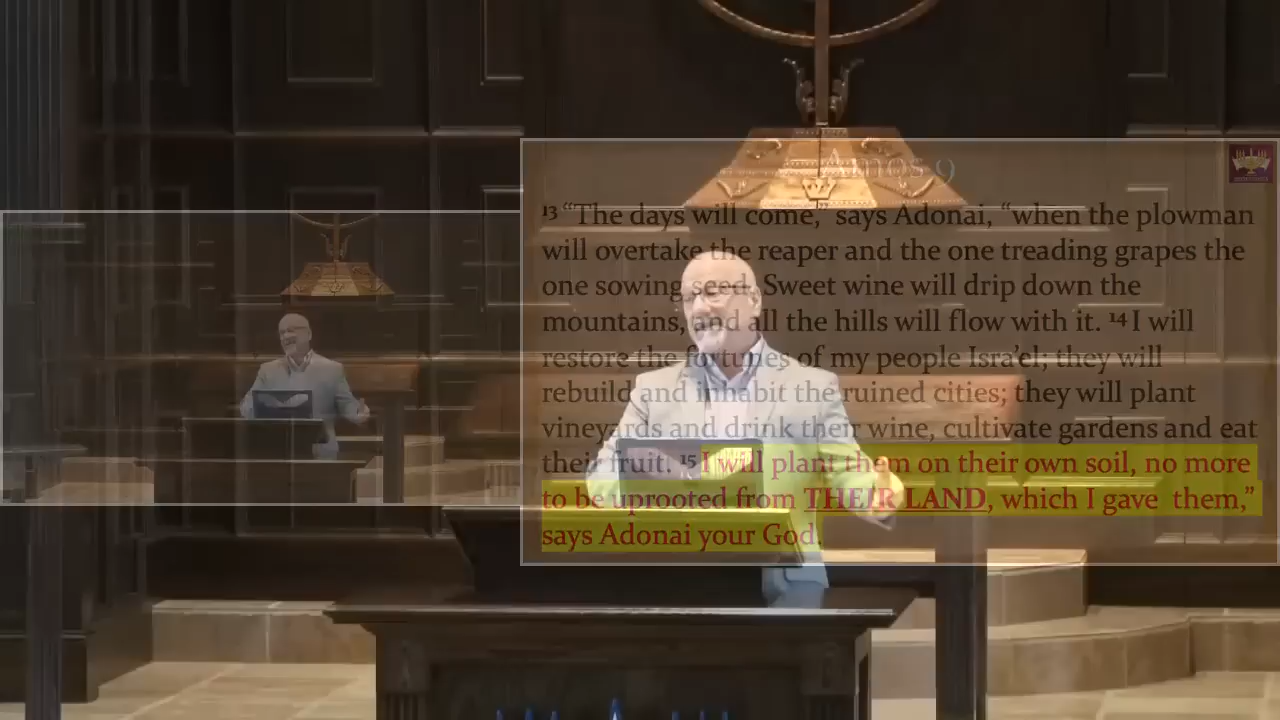 Amos 9
¹³ “The days will come,” says Adonai, “when the plowman
will overtake the reaper and the one treading grapes the
one sowing seed. Sweet wine will drip down the
mountains, and all the hills will flow with it. ¹⁴ I will
restore the fortunes of my people Isra’el; they will
rebuild and inhabit the ruined cities; they will plant
vineyards and drink their wine, cultivate gardens and eat
their fruit. ¹⁵ I will plant them on their own soil, no more
to be uprooted from THEIR LAND, which I gave them,”
says Adonai your God.